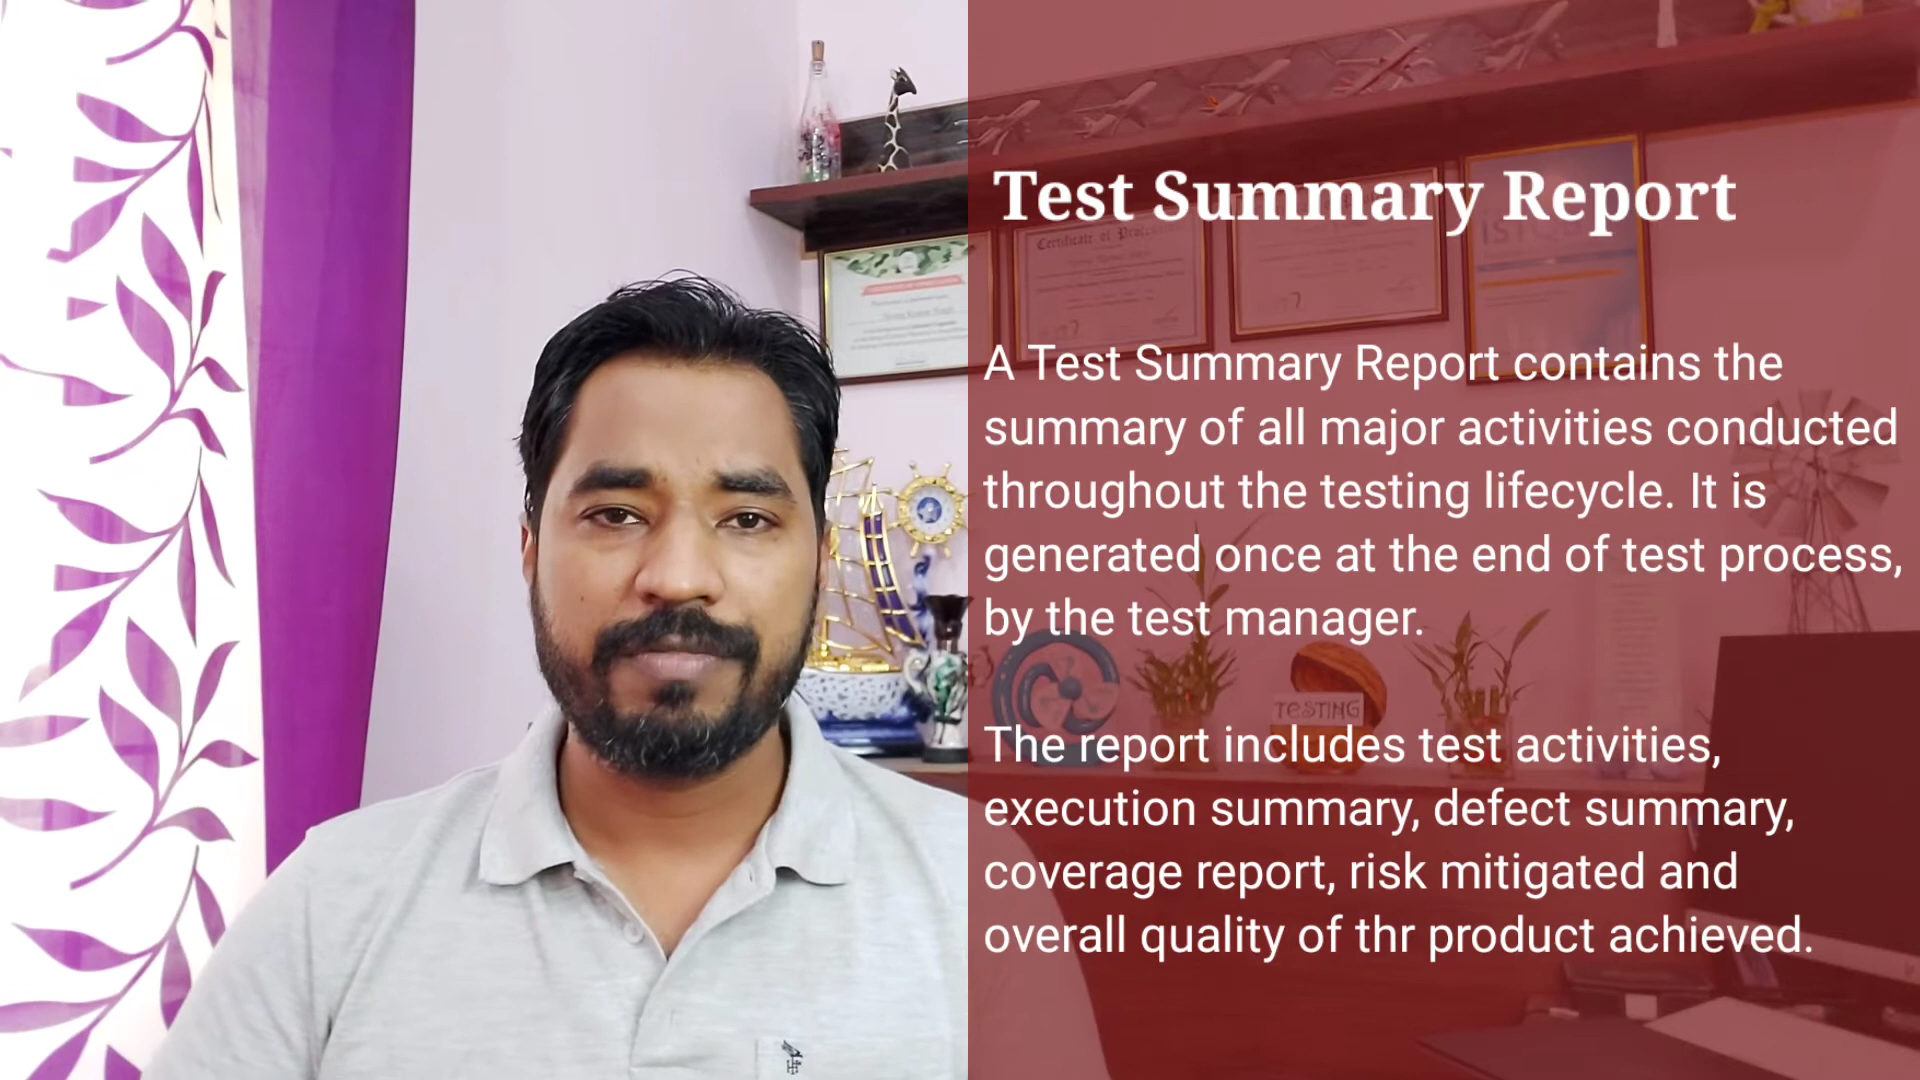 Test Summary Report
Certificate of
A Test Summary Report contains the
summary of all major activities conducted
throughout the testing lifecycle. It is
generated once at the end of test process,
by the test manager.
TESTING
The report includes test activities,
execution summary, defect summary,
coverage report, risk mitigated and
overall quality of thr product achieved.